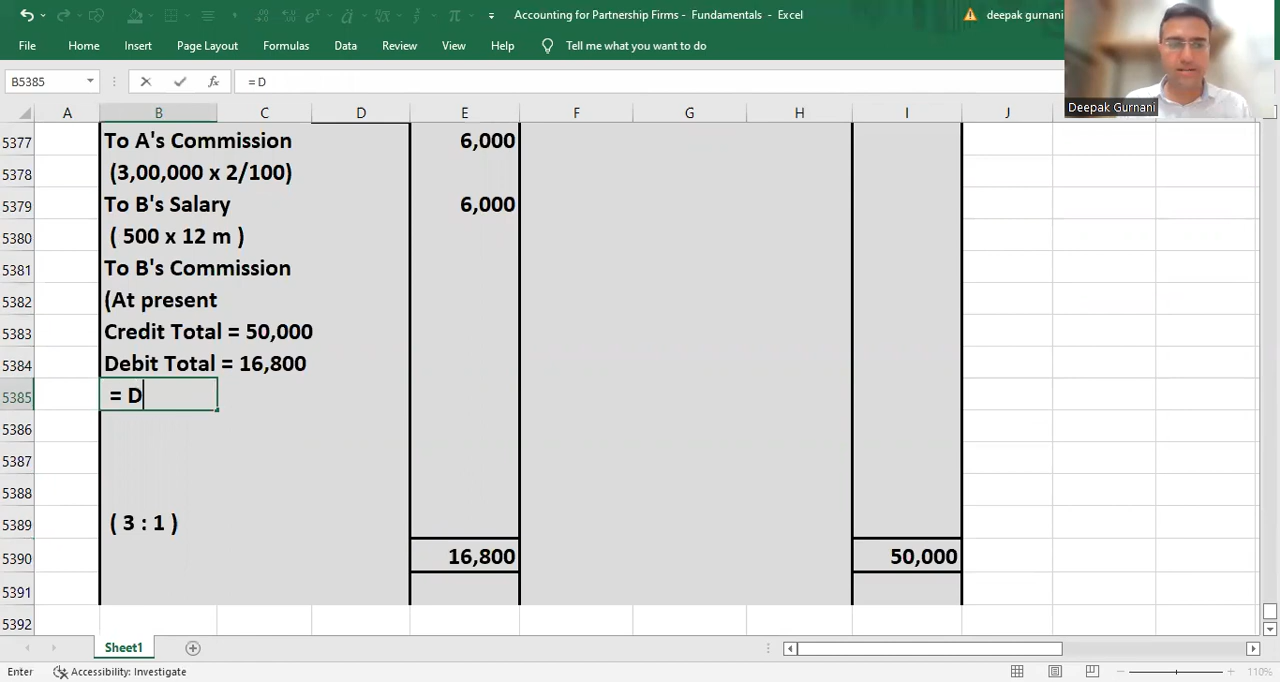 Accounting for Partnership Firms - Fundamentals - Excel
deepak gurnani
File Home Insert Page Layout Formulas Data Review View Help Tell me what you want to do
B5385 fx = D
Deepak Gurnani
A B C D E F G H I J
5377 To A's Commission 6,000
5378 (3,00,000 x 2/100)
5379 To B's Salary 6,000
5380 ( 500 x 12 m )
5381 To B's Commission
5382 (At present
5383 Credit Total = 50,000
5384 Debit Total = 16,800
5385 = D
5386
5387
5388
5389 ( 3 : 1 )
5390 16,800 50,000
5391
5392
Sheet1
Enter Accessibility: Investigate 110%